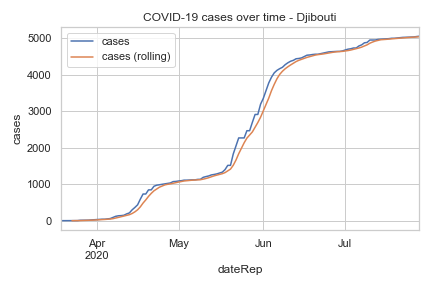 COVID-19 cases over time - Djibouti
cases
cases (rolling)
5000
4000
3000
2000
1000
0
cases
Apr
2020
May
Jun
Jul
dateRep